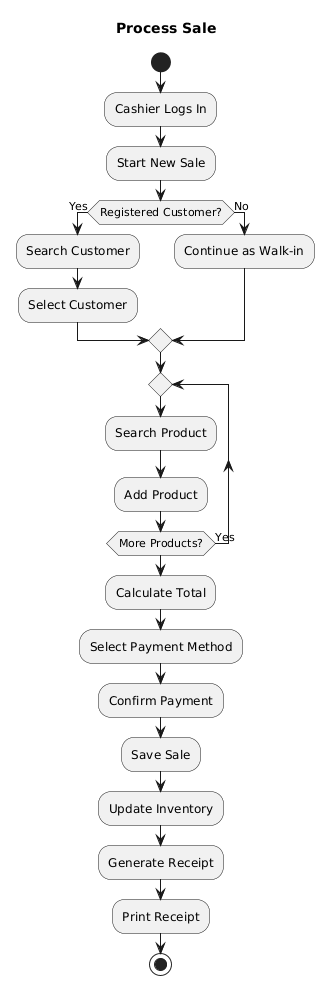 Process Sale
Cashier Logs In
Start New Sale
Yes
Registered Customer?
No
Search Customer
Continue as Walk-in
Select Customer
Search Product
Add Product
More Products?
Yes
Calculate Total
Select Payment Method
Confirm Payment
Save Sale
Update Inventory
Generate Receipt
Print Receipt